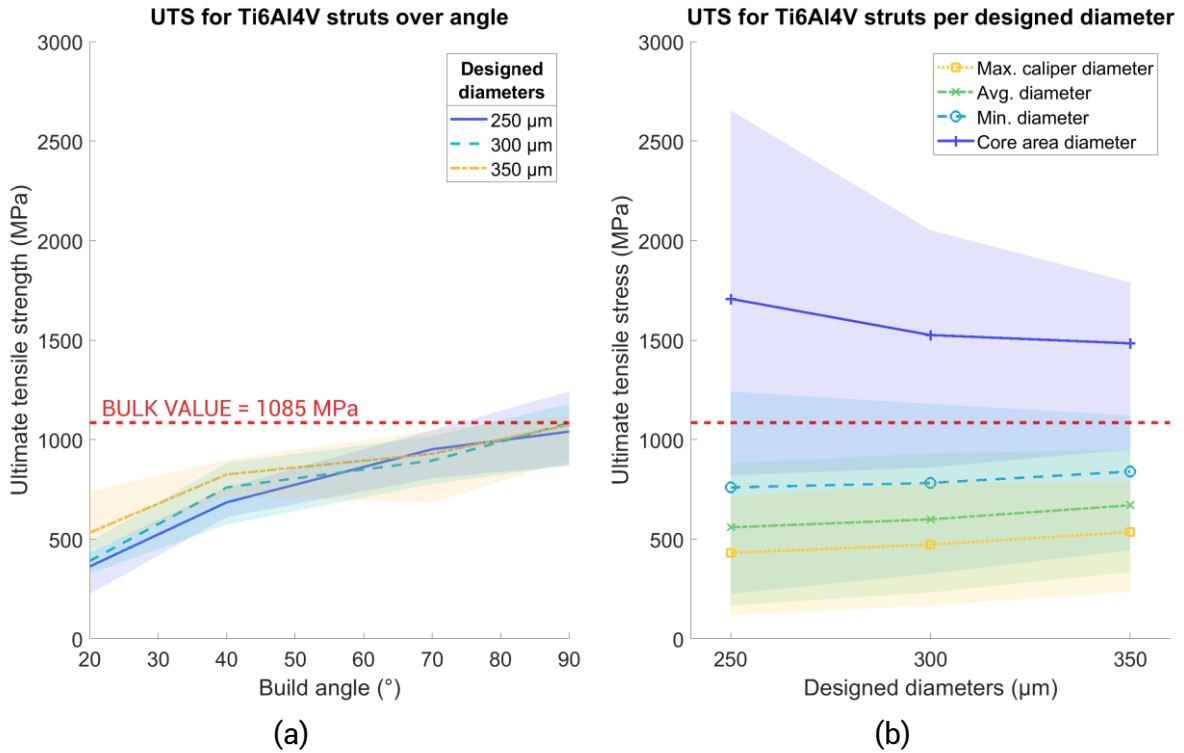 UTS for Ti6Al4V struts over angle
3000
2500
2000
1500
1000
500
0
Ultimate tensile strength (MPa)
Designed
diameters
250 μm
300 μm
350 μm
BULK VALUE = 1085 MPa
20 30 40 50 60 70 80 90
Build angle (°)
(a)
UTS for Ti6Al4V struts per designed diameter
3000
2500
2000
1500
1000
500
0
Ultimate tensile stress (MPa)
Max. caliper diameter
Avg. diameter
Min. diameter
Core area diameter
250 300 350
Designed diameters (μm)
(b)